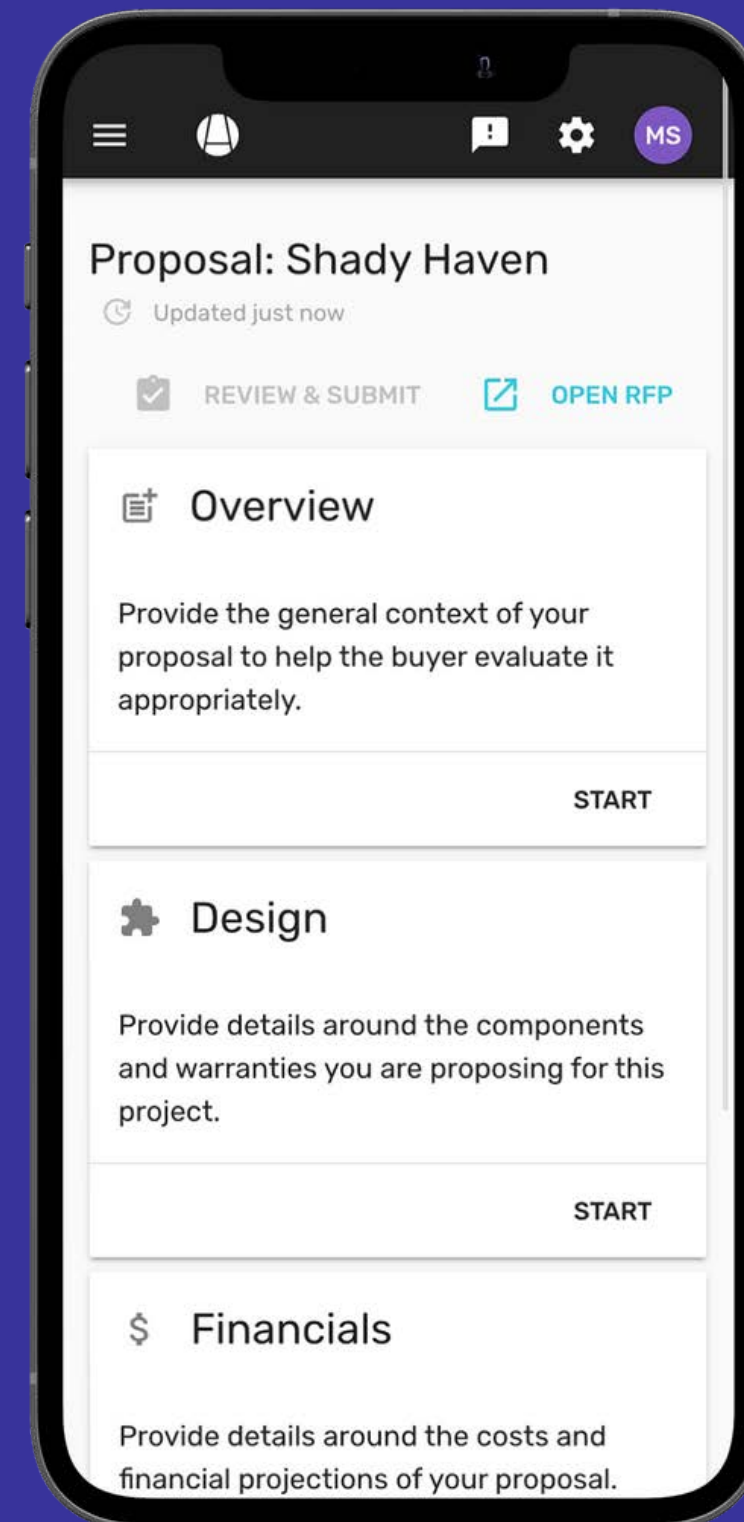 MS
Proposal: Shady Haven
Updated just now
REVIEW & SUBMIT
OPEN RFP
Overview
Provide the general context of your
proposal to help the buyer evaluate it
appropriately.
START
Design
Provide details around the components
and warranties you are proposing for this
project.
START
$ Financials
Provide details around the costs and
financial projections of your proposal.